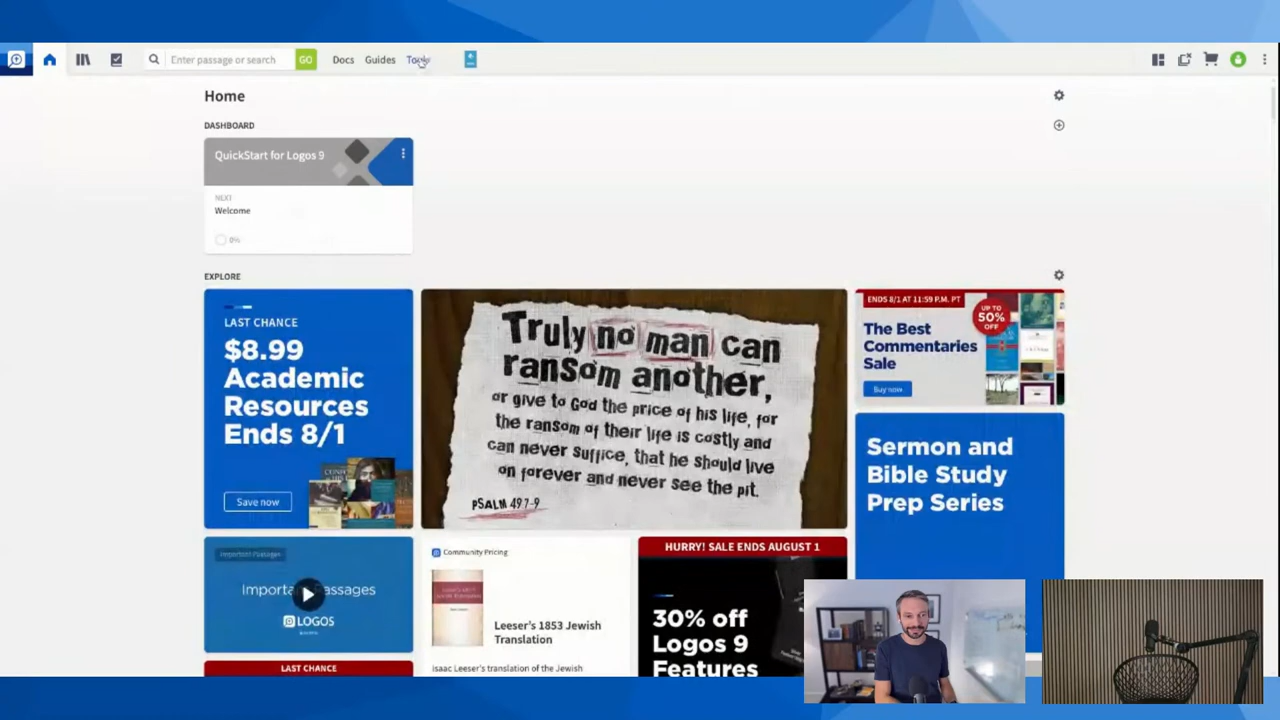 Enter passage or search
GO
Docs
Guides
Tools
Home
DASHBOARD
QuickStart for Logos 9
NEXT
Welcome
0%
EXPLORE
LAST CHANCE
$8.99
Academic
Resources
Ends 8/1
Save now
Truly no man can
ransom another,
or give to God the price of his life, for
the ransom of their life is costly and
can never suffice, that he should live
on forever and never see the pit.
PSALM 49:7-9
ENDS 8/1 AT 11:59 P.M. PT
UP TO
50%
OFF
The Best
Commentaries
Sale
Buy now
Sermon and
Bible Study
Prep Series
Important Passages
Important Passages
LOGOS
Community Pricing
Leeser's 1853 Jewish
Translation
Isaac Leeser's translation of the Jewish
HURRY! SALE ENDS AUGUST 1
30% off
Logos 9
Features
LAST CHANCE